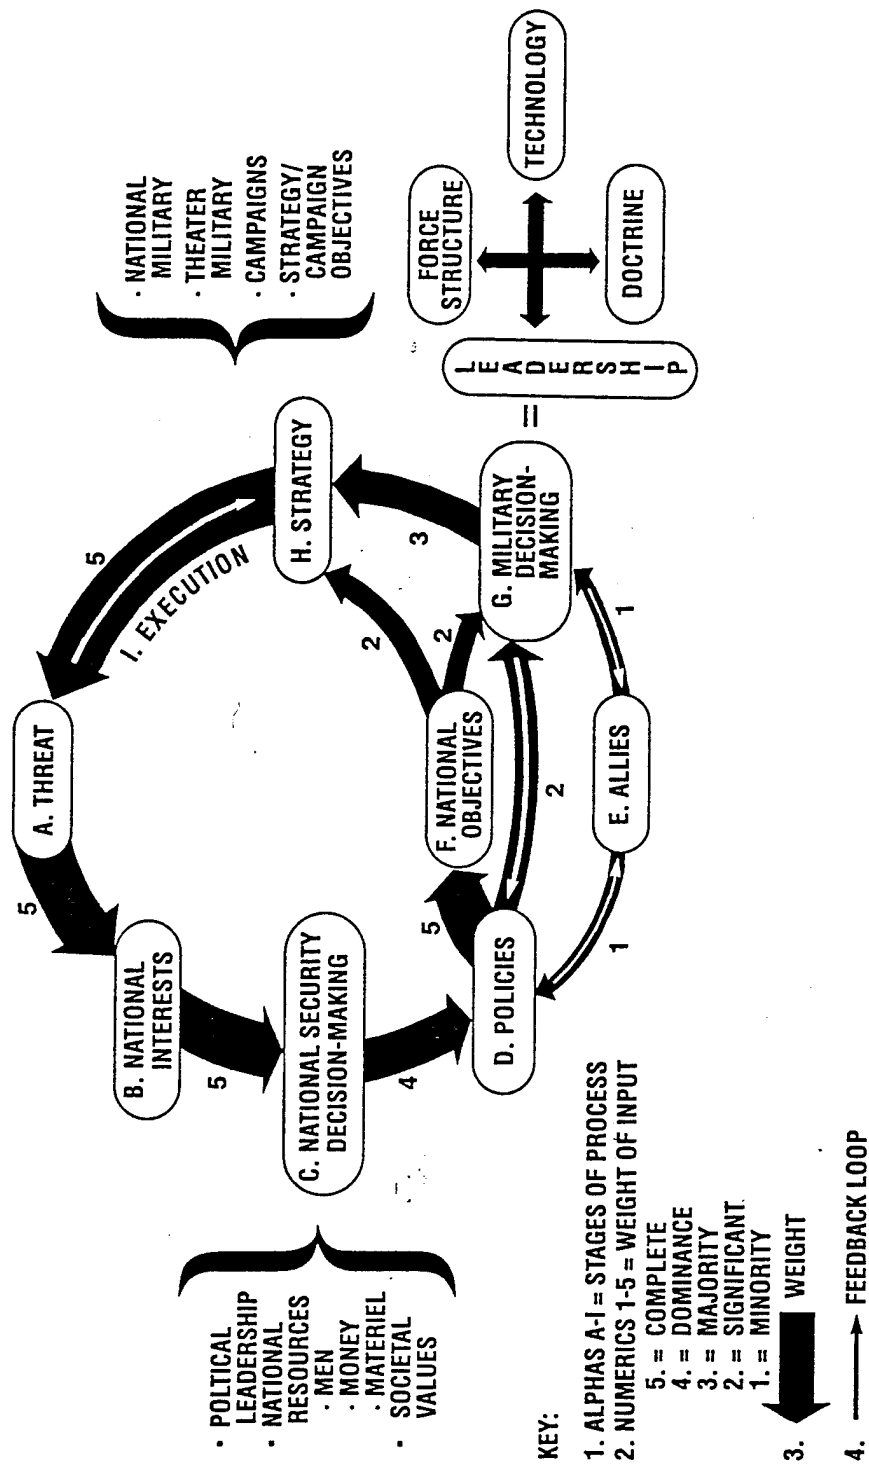 A. THREAT
5
5
I. EXECUTION
B. NATIONAL
INTERESTS
H. STRATEGY
· NATIONAL
MILITARY
· THEATER
MILITARY
· CAMPAIGNS
· STRATEGY/
CAMPAIGN
OBJECTIVES
5
· POLTICAL
LEADERSHIP
· NATIONAL
RESOURCES
· MEN
· MONEY
· MATERIEL
· SOCIETAL
VALUES
C. NATIONAL SECURITY
DECISION-MAKING
2
3
4
5
F. NATIONAL
OBJECTIVES
2
D. POLICIES
2
G. MILITARY
DECISION-
MAKING
=
LEADERSHIP
FORCE
STRUCTURE
TECHNOLOGY
DOCTRINE
1
E. ALLIES
1
KEY:
1. ALPHAS A-I = STAGES OF PROCESS
2. NUMERICS 1-5 = WEIGHT OF INPUT
5. = COMPLETE
4. = DOMINANCE
3. = MAJORITY
2. = SIGNIFICANT
1. = MINORITY
3. WEIGHT
4. FEEDBACK LOOP